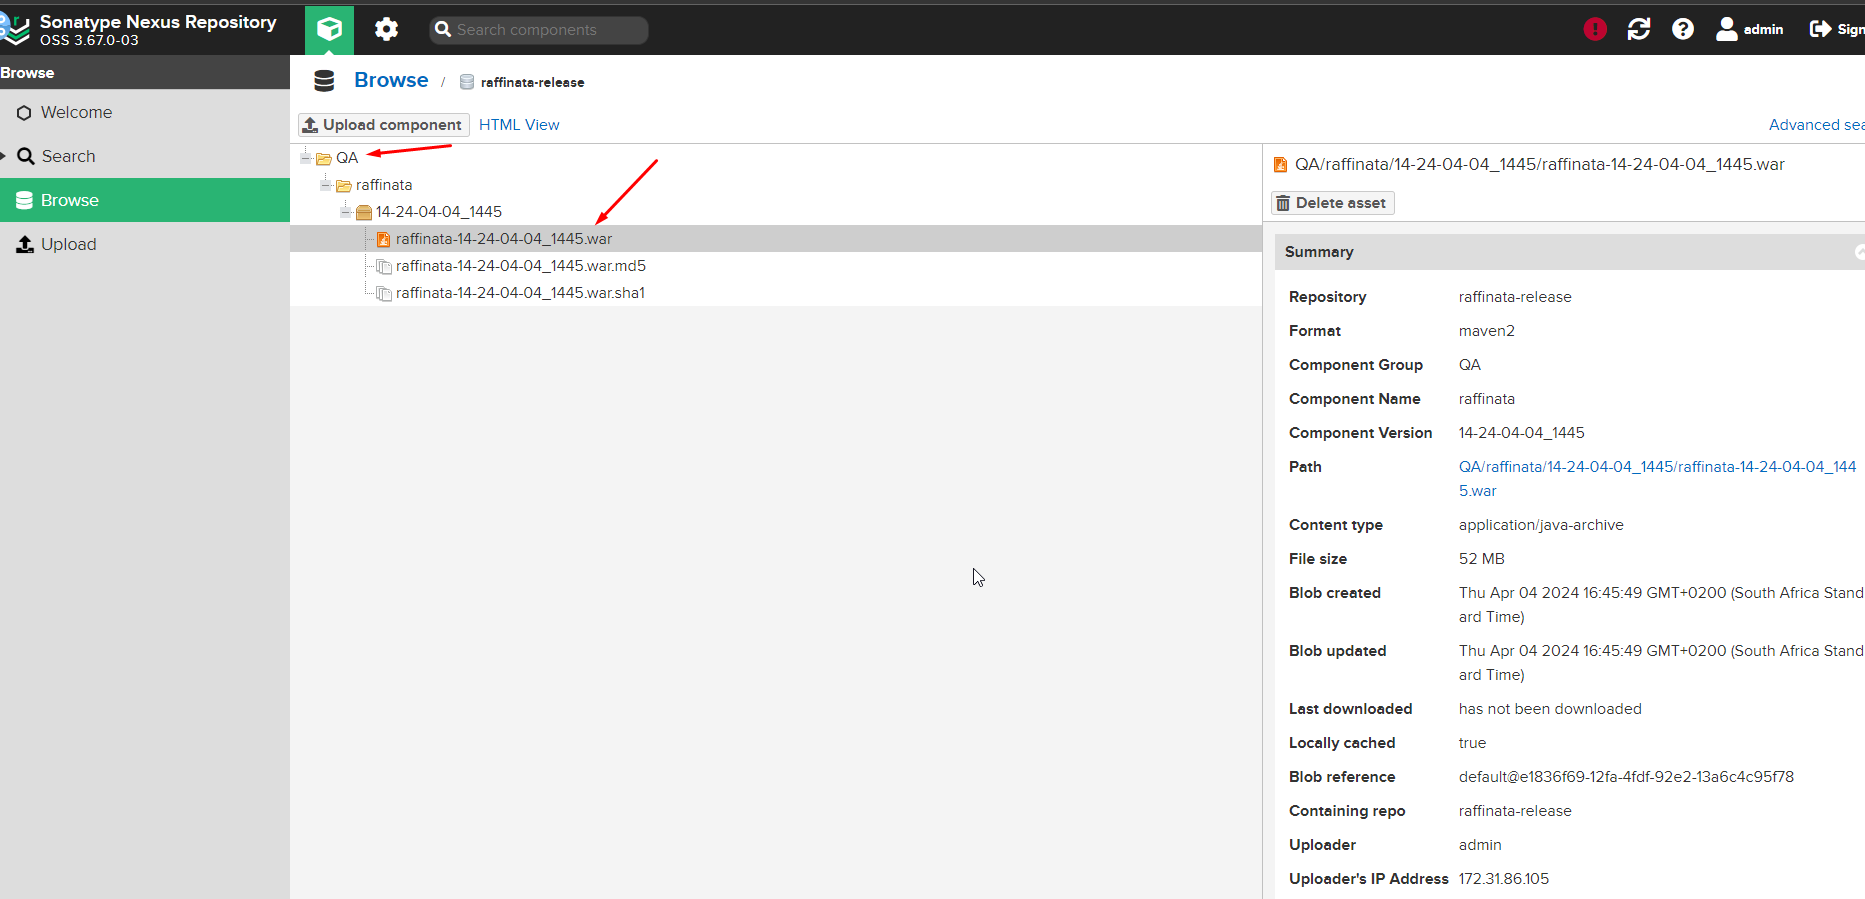 Sonatype Nexus Repository
OSS 3.67.0-03
Search components
admin
Sign
Browse
Welcome
Search
Browse
Upload
Browse / raffinata-release
Upload component HTML View
Advanced sea
QA
raffinata
14-24-04-04_1445
raffinata-14-24-04-04_1445.war
raffinata-14-24-04-04_1445.war.md5
raffinata-14-24-04-04_1445.war.sha1
QA/raffinata/14-24-04-04_1445/raffinata-14-24-04-04_1445.war
Delete asset
Summary
Repository raffinata-release
Format maven2
Component Group QA
Component Name raffinata
Component Version 14-24-04-04_1445
Path QA/raffinata/14-24-04-04_1445/raffinata-14-24-04-04_144
5.war
Content type application/java-archive
File size 52 MB
Blob created Thu Apr 04 2024 16:45:49 GMT+0200 (South Africa Stand
ard Time)
Blob updated Thu Apr 04 2024 16:45:49 GMT+0200 (South Africa Stand
ard Time)
Last downloaded has not been downloaded
Locally cached true
Blob reference default@e1836f69-12fa-4fdf-92e2-13a6c4c95f78
Containing repo raffinata-release
Uploader admin
Uploader's IP Address 172.31.86.105